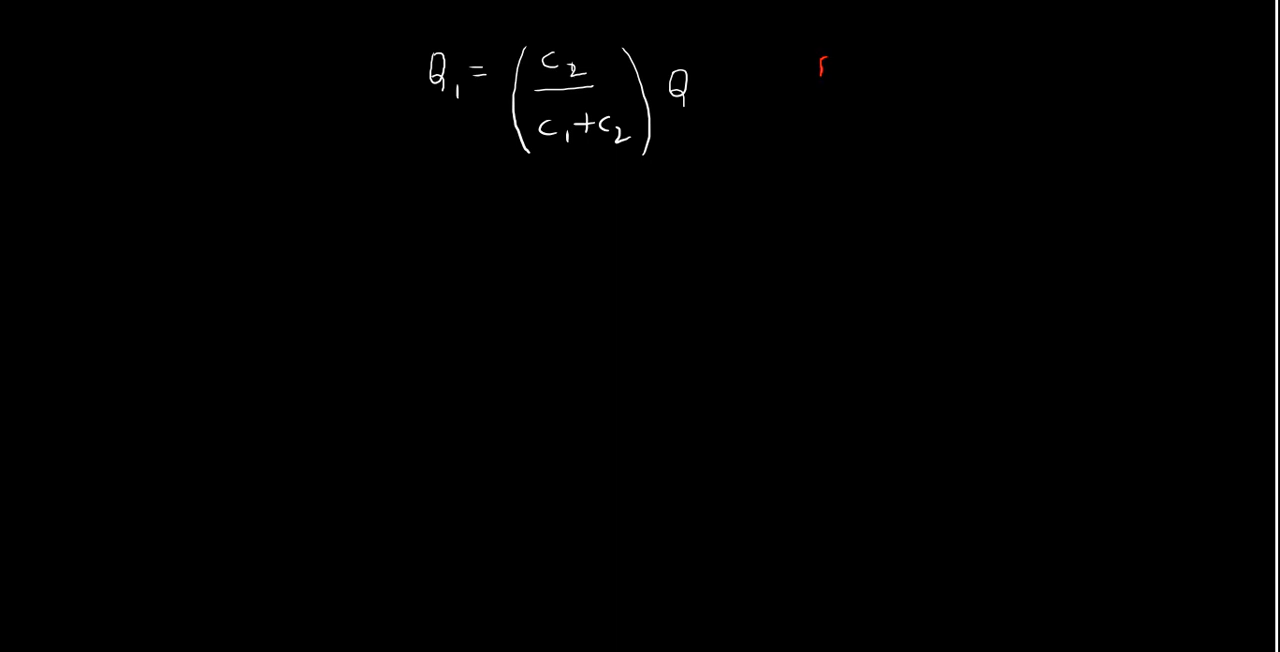 Q₁ = (C₂ / (C₁+C₂)) Q